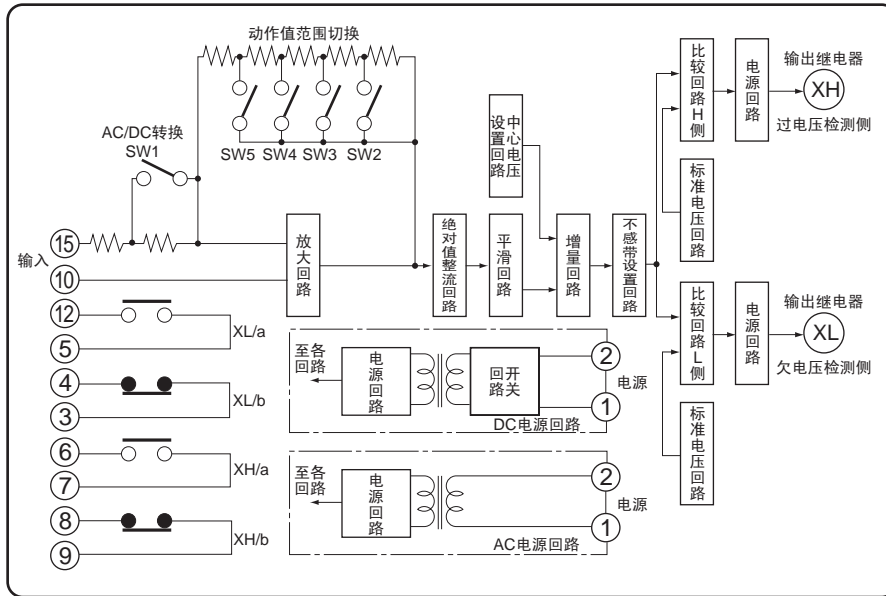 动作值范围切换
AC/DC转换
SW1
SW5
SW4
SW3
SW2
输入
15
10
12
5
4
3
6
7
8
9
XL/a
XL/b
XH/a
XH/b
放大回路
绝对值整流回路
平滑回路
中心电压
设置回路
增量回路
不感带设置回路
比较回路H侧
电源回路
输出继电器
XH
过电压检测侧
标准电压回路
比较回路L侧
电源回路
输出继电器
XL
欠电压检测侧
标准电压回路
至各
回路
电源回路
回开
路关
2
1
电源
DC电源回路
至各
回路
电源回路
2
1
电源
AC电源回路